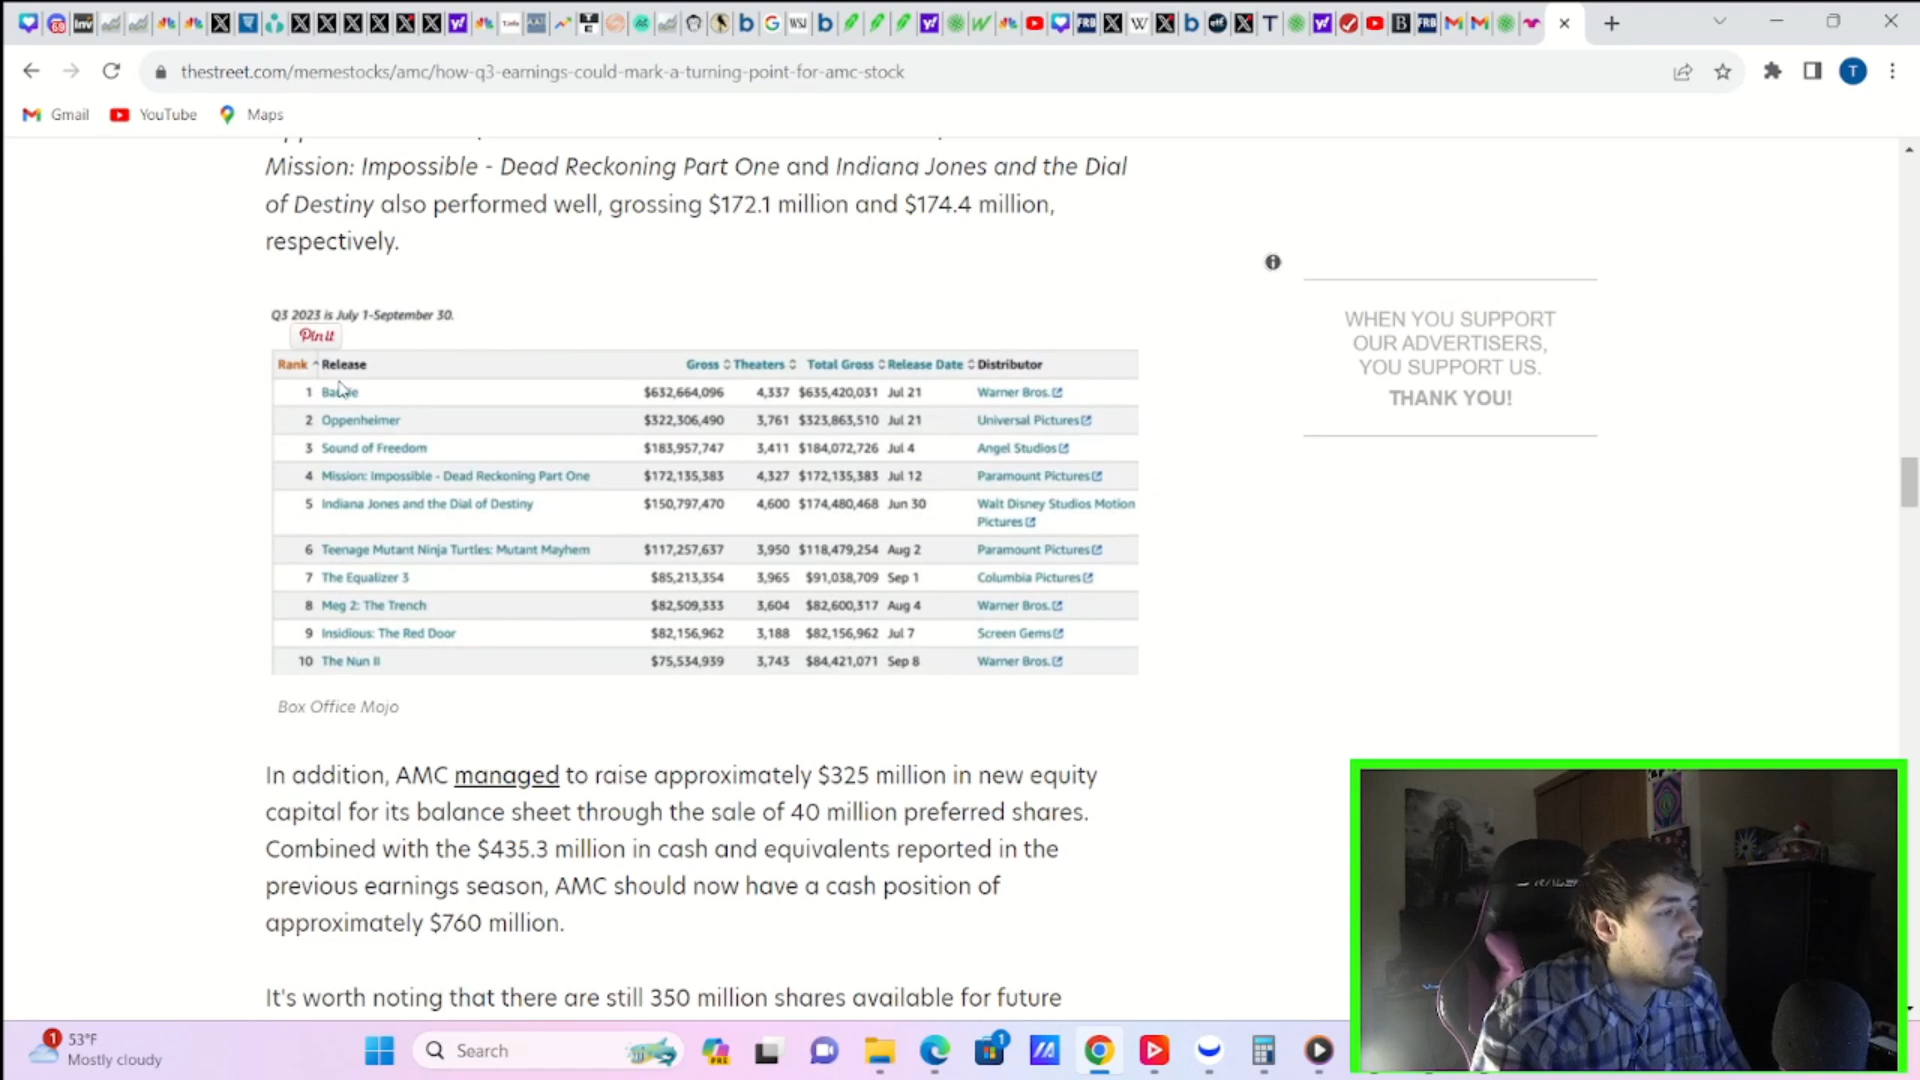 thestreet.com/memestocks/amc/how-q3-earnings-could-mark-a-turning-point-for-amc-stock
T
Gmail YouTube Maps
Mission: Impossible - Dead Reckoning Part One and Indiana Jones and the Dial
of Destiny also performed well, grossing $172.1 million and $174.4 million,
respectively.
Q3 2023 is July 1-September 30.
Pin it
Rank Release Gross Theaters Total Gross Release Date Distributor
1 $632,664,096 4,337 $635,420,031 Jul 21 Warner Bros.
2 Oppenheimer $322,306,490 3,761 $323,863,510 Jul 21 Universal Pictures
3 Sound of Freedom $183,957,747 3,411 $184,072,726 Jul 4 Angel Studios
4 Mission: Impossible - Dead Reckoning Part One $172,135,383 4,327 $172,135,383 Jul 12 Paramount Pictures
5 Indiana Jones and the Dial of Destiny $150,797,470 4,600 $174,480,468 Jun 30 Walt Disney Studios Motion
Pictures
6 Teenage Mutant Ninja Turtles: Mutant Mayhem $117,257,637 3,950 $118,479,254 Aug 2 Paramount Pictures
7 The Equalizer 3 $85,213,354 3,965 $91,038,709 Sep 1 Columbia Pictures
8 Meg 2: The Trench $82,509,333 3,604 $82,600,317 Aug 4 Warner Bros.
9 Insidious: The Red Door $82,156,962 3,188 $82,156,962 Jul 7 Screen Gems
10 The Nun II $75,534,939 3,743 $84,421,071 Sep 8 Warner Bros.
Box Office Mojo
In addition, AMC managed to raise approximately $325 million in new equity
capital for its balance sheet through the sale of 40 million preferred shares.
Combined with the $435.3 million in cash and equivalents reported in the
previous earnings season, AMC should now have a cash position of
approximately $760 million.
It's worth noting that there are still 350 million shares available for future
WHEN YOU SUPPORT
OUR ADVERTISERS,
YOU SUPPORT US.
THANK YOU!
1
53°F
Mostly cloudy
Search
PRE
1